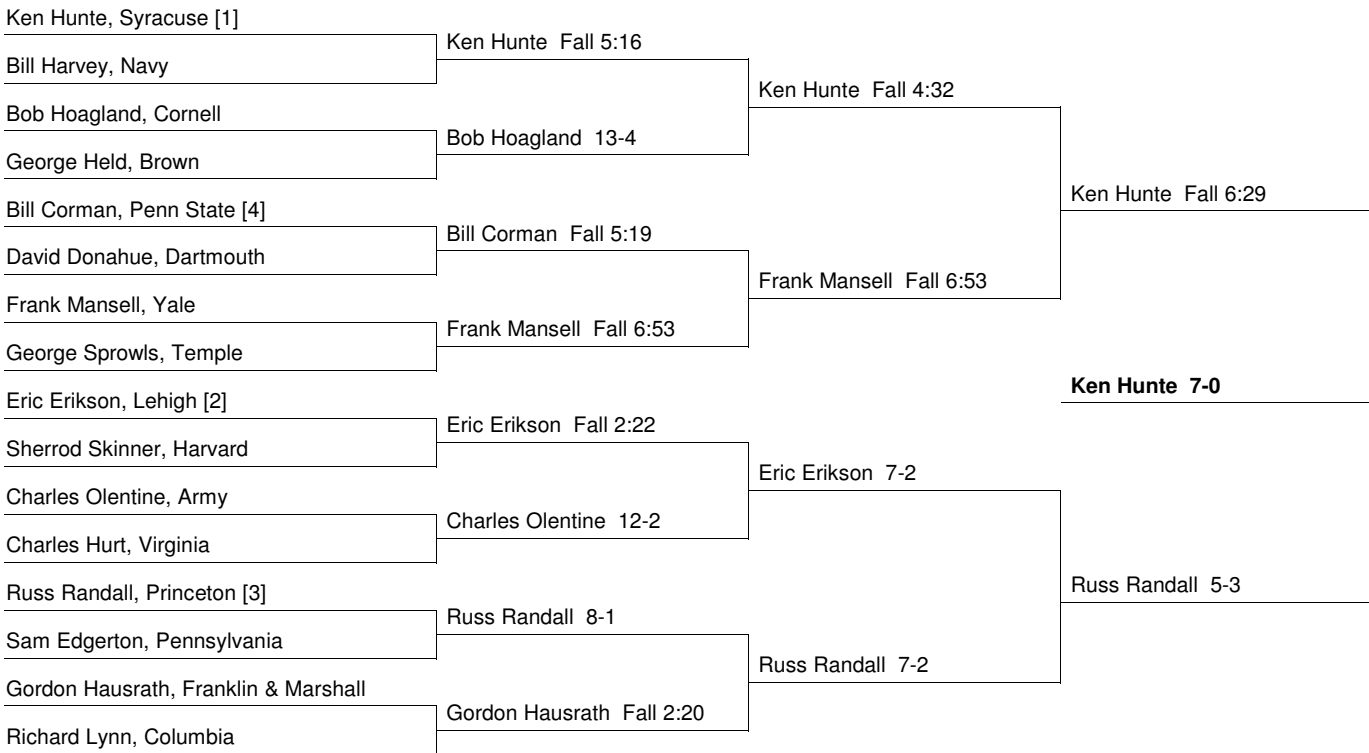 Ken Hunte, Syracuse [1]
Ken Hunte  Fall 5:16
Bill Harvey, Navy
Ken Hunte  Fall 4:32
Bob Hoagland, Cornell
Bob Hoagland  13-4
George Held, Brown
Ken Hunte  Fall 6:29
Bill Corman, Penn State [4]
Bill Corman  Fall 5:19
David Donahue, Dartmouth
Frank Mansell  Fall 6:53
Frank Mansell, Yale
Frank Mansell  Fall 6:53
George Sprowls, Temple
Ken Hunte  7-0
Eric Erikson, Lehigh [2]
Eric Erikson  Fall 2:22
Sherrod Skinner, Harvard
Eric Erikson  7-2
Charles Olentine, Army
Charles Olentine  12-2
Charles Hurt, Virginia
Russ Randall  5-3
Russ Randall, Princeton [3]
Russ Randall  8-1
Sam Edgerton, Pennsylvania
Russ Randall  7-2
Gordon Hausrath, Franklin & Marshall
Gordon Hausrath  Fall 2:20
Richard Lynn, Columbia